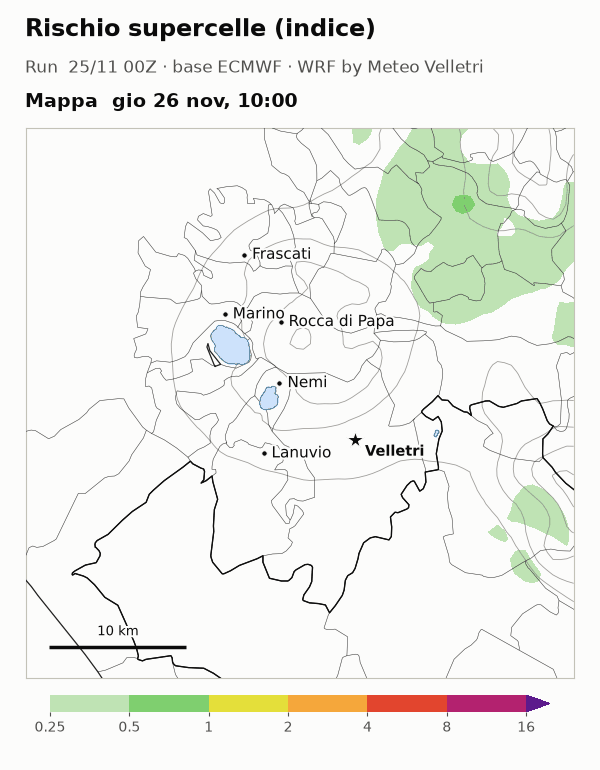 Rischio supercelle (indice)
Run  25/11 00Z · base ECMWF · WRF by Meteo Velletri
Mappa  gio 26 nov, 10:00
Frascati
Marino
Rocca di Papa
Nemi
Velletri
Lanuvio
10 km
0.25 0.5 1 2 4 8 16